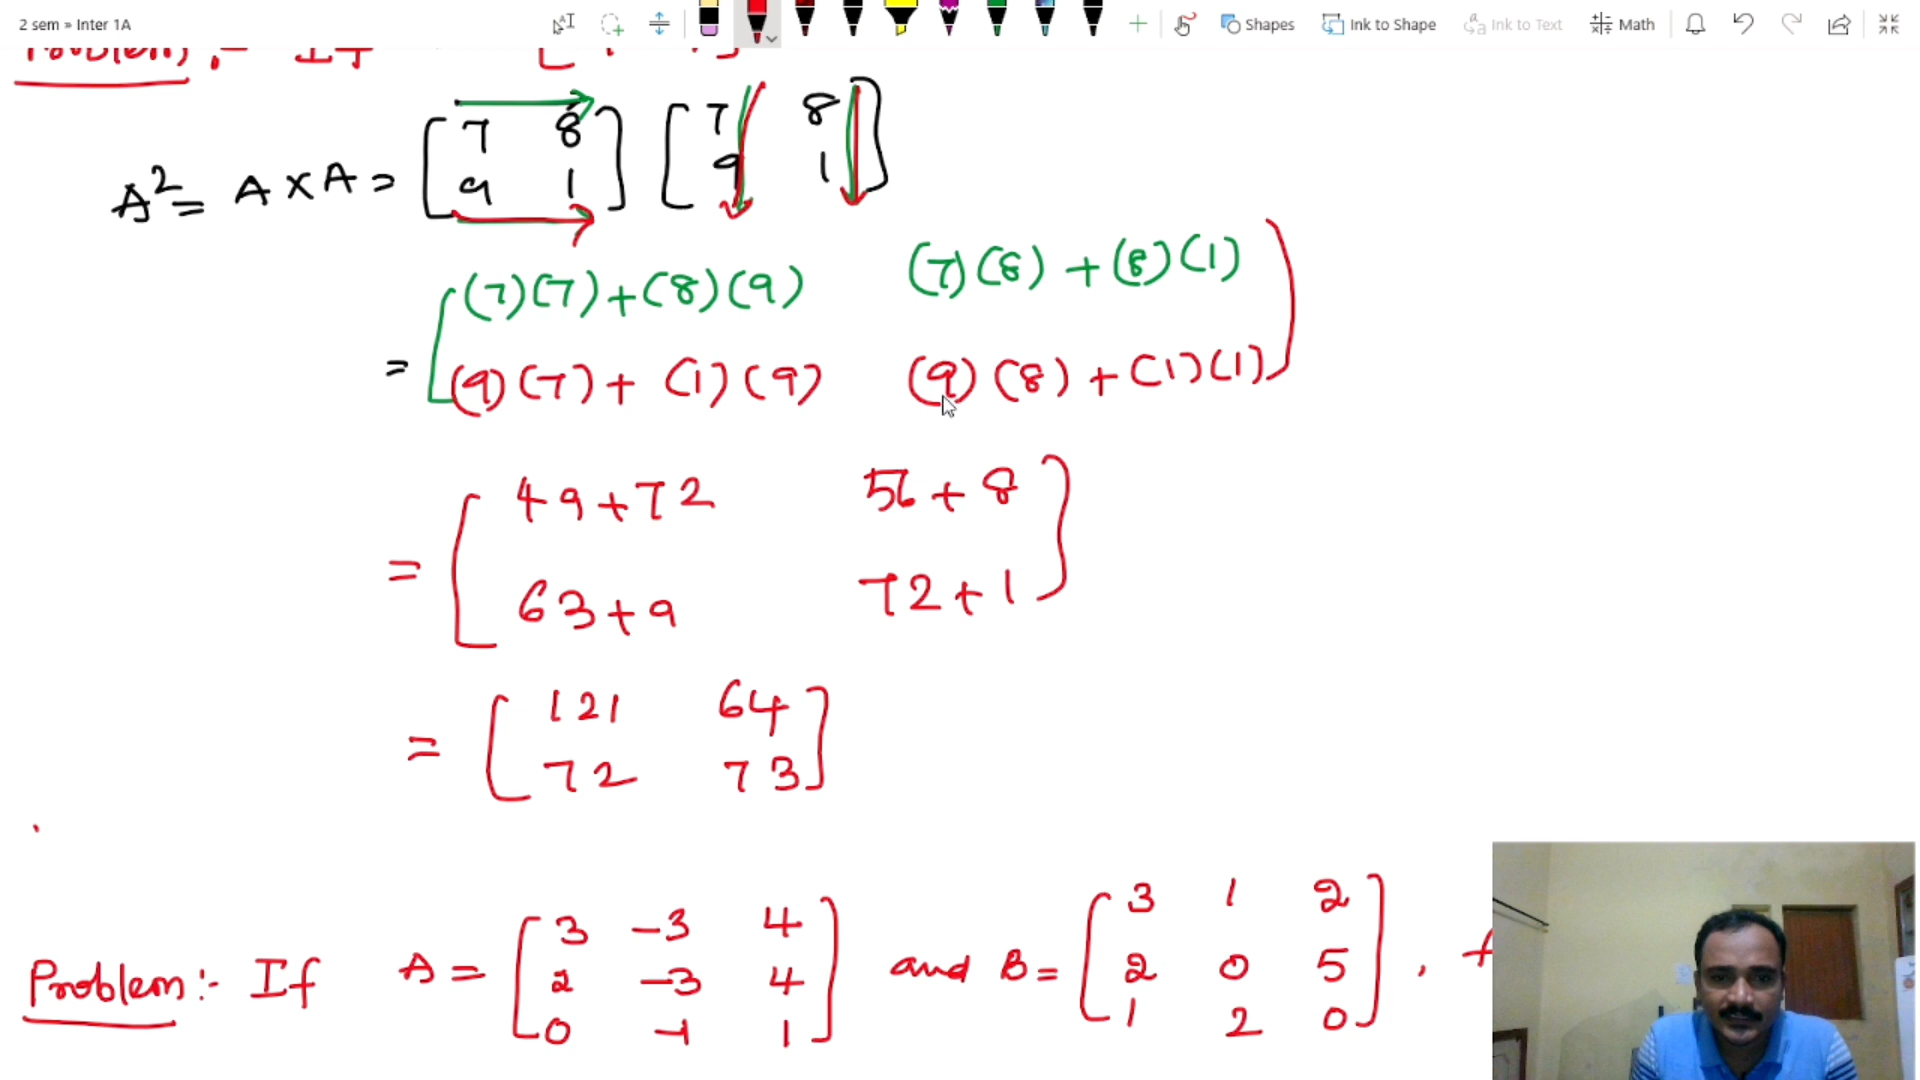 2 sem » Inter 1A
Shapes Ink to Shape Ink to Text Math
Problem :- If
A² = A × A = [7 8 9 1] [7 8 9 1]
= [(7)(7)+(8)(9) (7)(8)+(8)(1)
(9)(7)+(1)(9) (9)(8)+(1)(1)]
= [49+72 56+8
63+9 72+1]
= [121 64
72 73]
Problem :- If A = [3 -3 4 2 -3 4 0 -1 1] and B = [3 1 2 2 0 5 1 2 0],